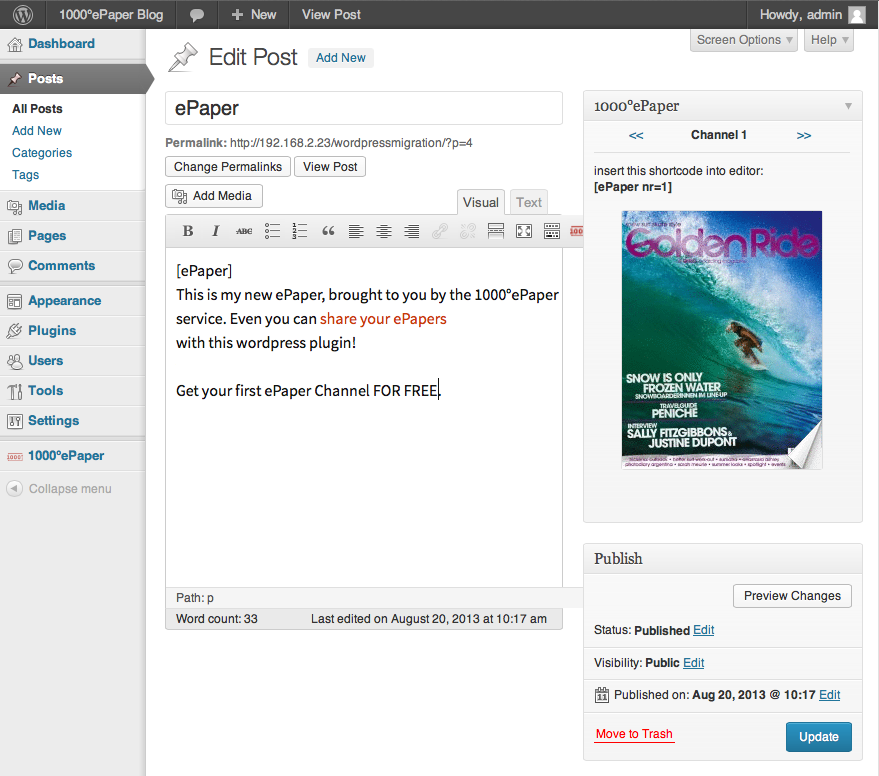 1000°ePaper Blog + New View Post Howdy, admin
Dashboard
Posts
All Posts
Add New
Categories
Tags
Media
Pages
Comments
Appearance
Plugins
Users
Tools
Settings
1000°ePaper
Collapse menu
Screen Options Help
Edit Post Add New
ePaper
Permalink: http://192.168.2.23/wordpressmigration/?p=4
Change Permalinks View Post
Add Media
Visual Text
B I ABC
[ePaper]
This is my new ePaper, brought to you by the 1000°ePaper
service. Even you can share your ePapers
with this wordpress plugin!
Get your first ePaper Channel FOR FREE.
Path: p
Word count: 33 Last edited on August 20, 2013 at 10:17 am
1000°ePaper
<< Channel 1 >>
insert this shortcode into editor:
[ePaper nr=1]
Golden Ride
SNOW IS ONLY
FROZEN WATER
SNOWBOARDERINNEN IM LINE-UP
TRAVELGUIDE
PENICHE
INTERVIEW
SALLY FITZGIBBONS &
JUSTINE DUPONT
Publish
Preview Changes
Status: Published Edit
Visibility: Public Edit
11 Published on: Aug 20, 2013 @ 10:17 Edit
Move to Trash Update